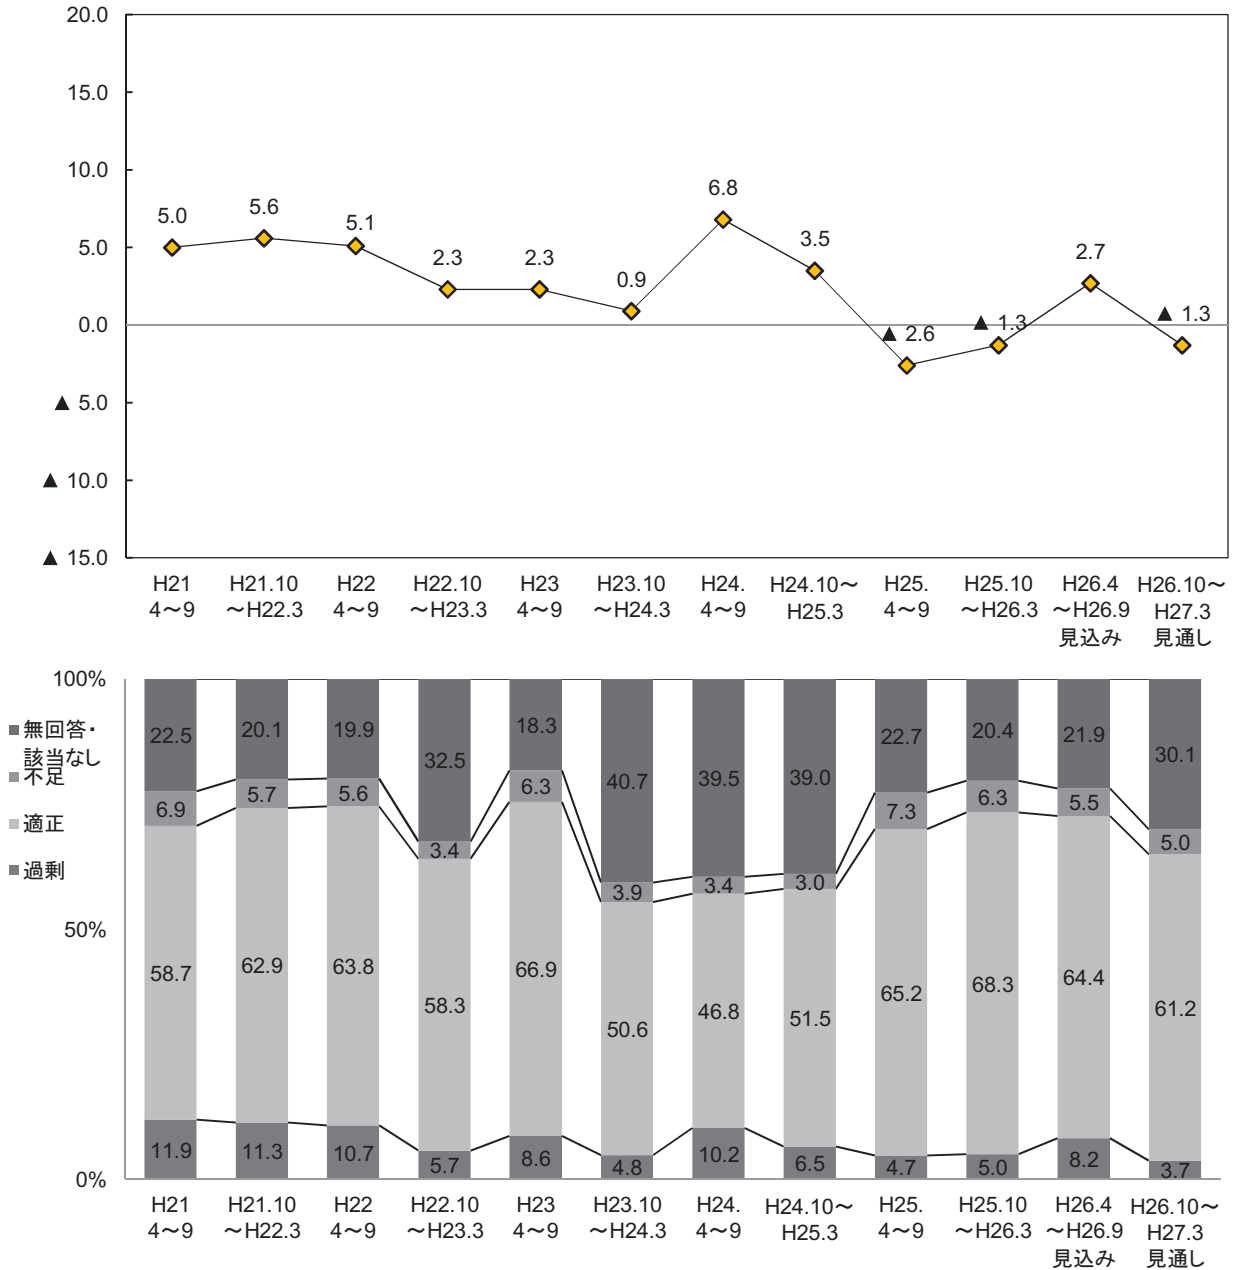 20.0
15.0
10.0
5.0
0.0
▲ 5.0
▲ 10.0
▲ 15.0
5.0
5.6
5.1
2.3
2.3
0.9
6.8
3.5
▲ 2.6
▲ 1.3
2.7
▲ 1.3
H21
4～9
H21.10
～H22.3
H22
4～9
H22.10
～H23.3
H23
4～9
H23.10
～H24.3
H24.
4～9
H24.10～
H25.3
H25.
4～9
H25.10
～H26.3
H26.4
～H26.9
見込み
H26.10～
H27.3
見通し
100%
50%
0%
無回答・
該当なし
不足
適正
過剰
22.5
20.1
19.9
32.5
18.3
40.7
39.5
39.0
22.7
20.4
21.9
30.1
6.9
5.7
5.6
3.4
6.3
3.9
3.4
3.0
7.3
6.3
5.5
5.0
58.7
62.9
63.8
58.3
66.9
50.6
46.8
51.5
65.2
68.3
64.4
61.2
11.9
11.3
10.7
5.7
8.6
4.8
10.2
6.5
4.7
5.0
8.2
3.7
H21
4～9
H21.10
～H22.3
H22
4～9
H22.10
～H23.3
H23
4～9
H23.10
～H24.3
H24.
4～9
H24.10～
H25.3
H25.
4～9
H25.10
～H26.3
H26.4
～H26.9
見込み
H26.10～
H27.3
見通し